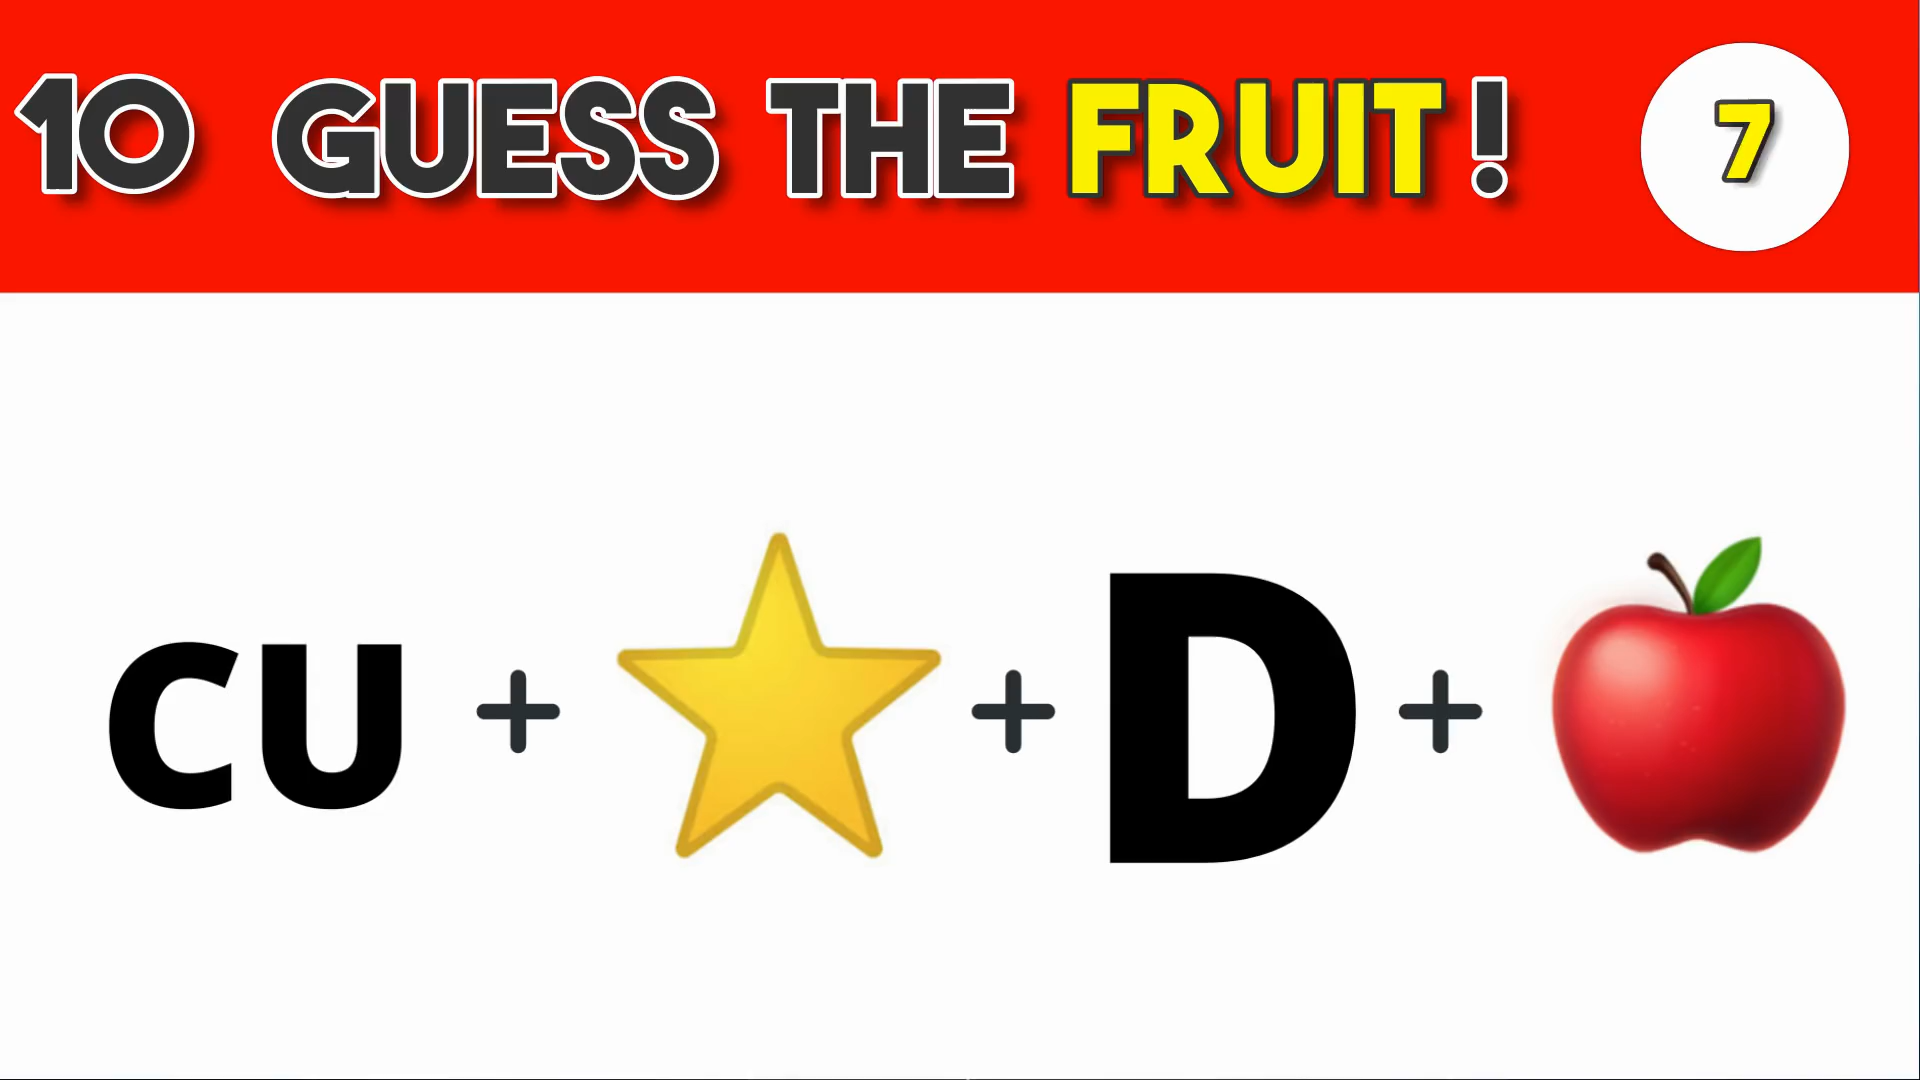 10 GUESS THE FRUIT! 7
CU + + D +